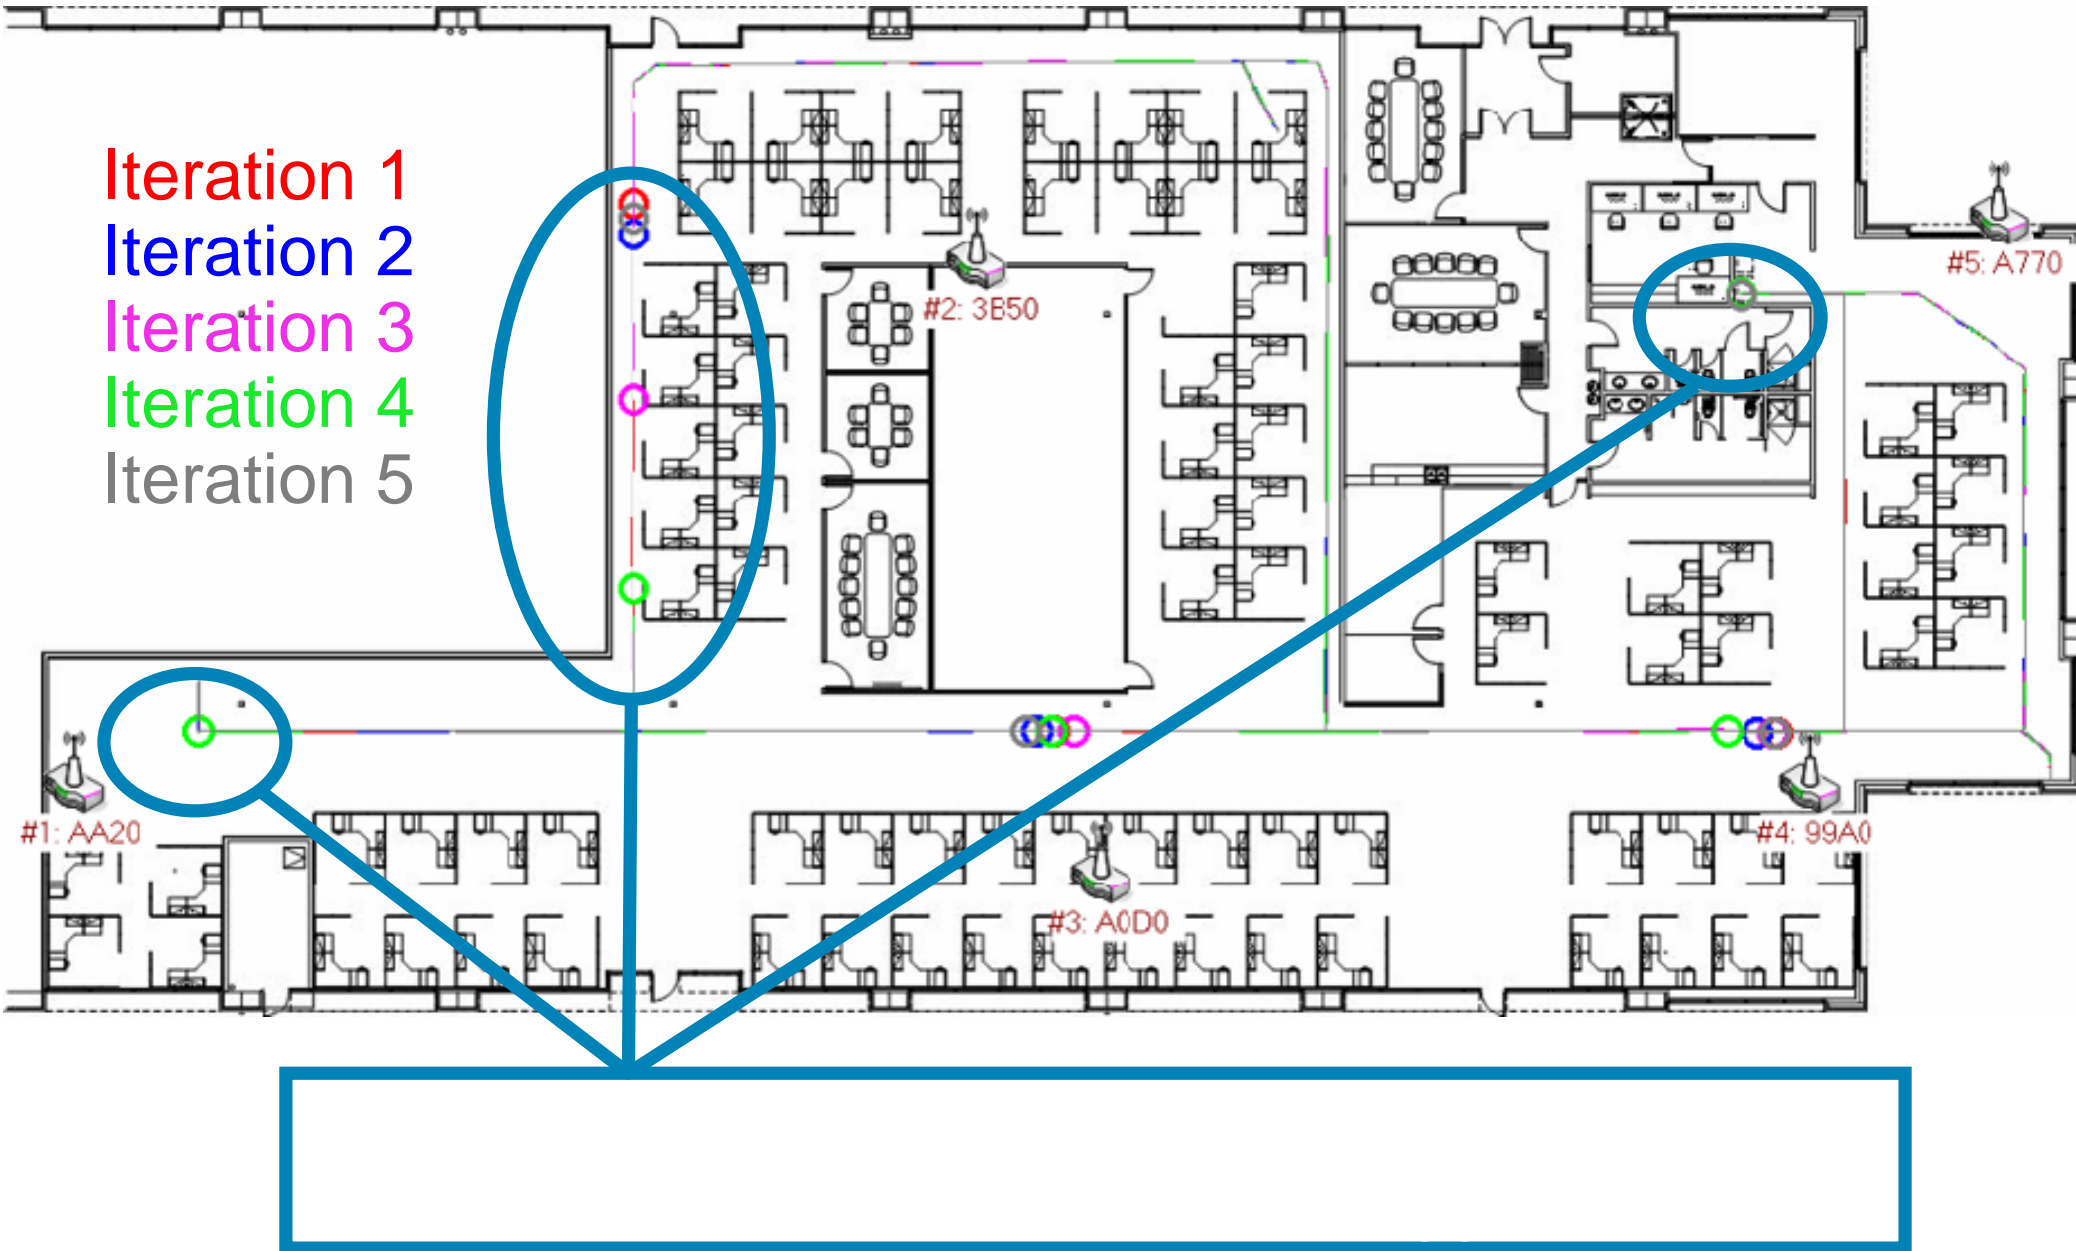 Iteration 1
Iteration 2
Iteration 3
Iteration 4
Iteration 5
#2: 3B50
#5: A770
#1: AA20
#4: 99A0
#3: A0D0